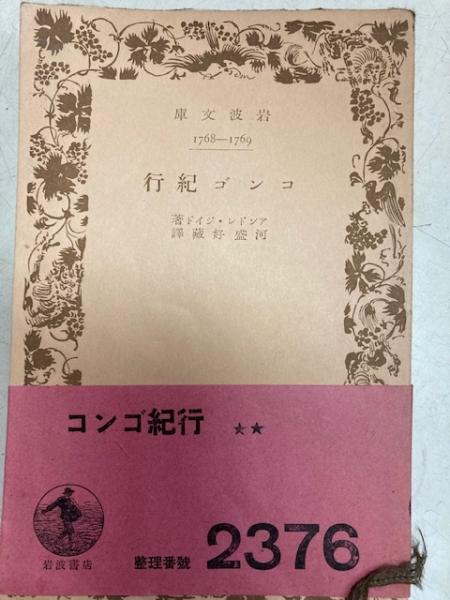 岩波文庫
1768—1769
コンゴ紀行
アンドレ・ジイド著
河盛好藏譯
コンゴ紀行 ★★
岩波書店
整理番號 2376